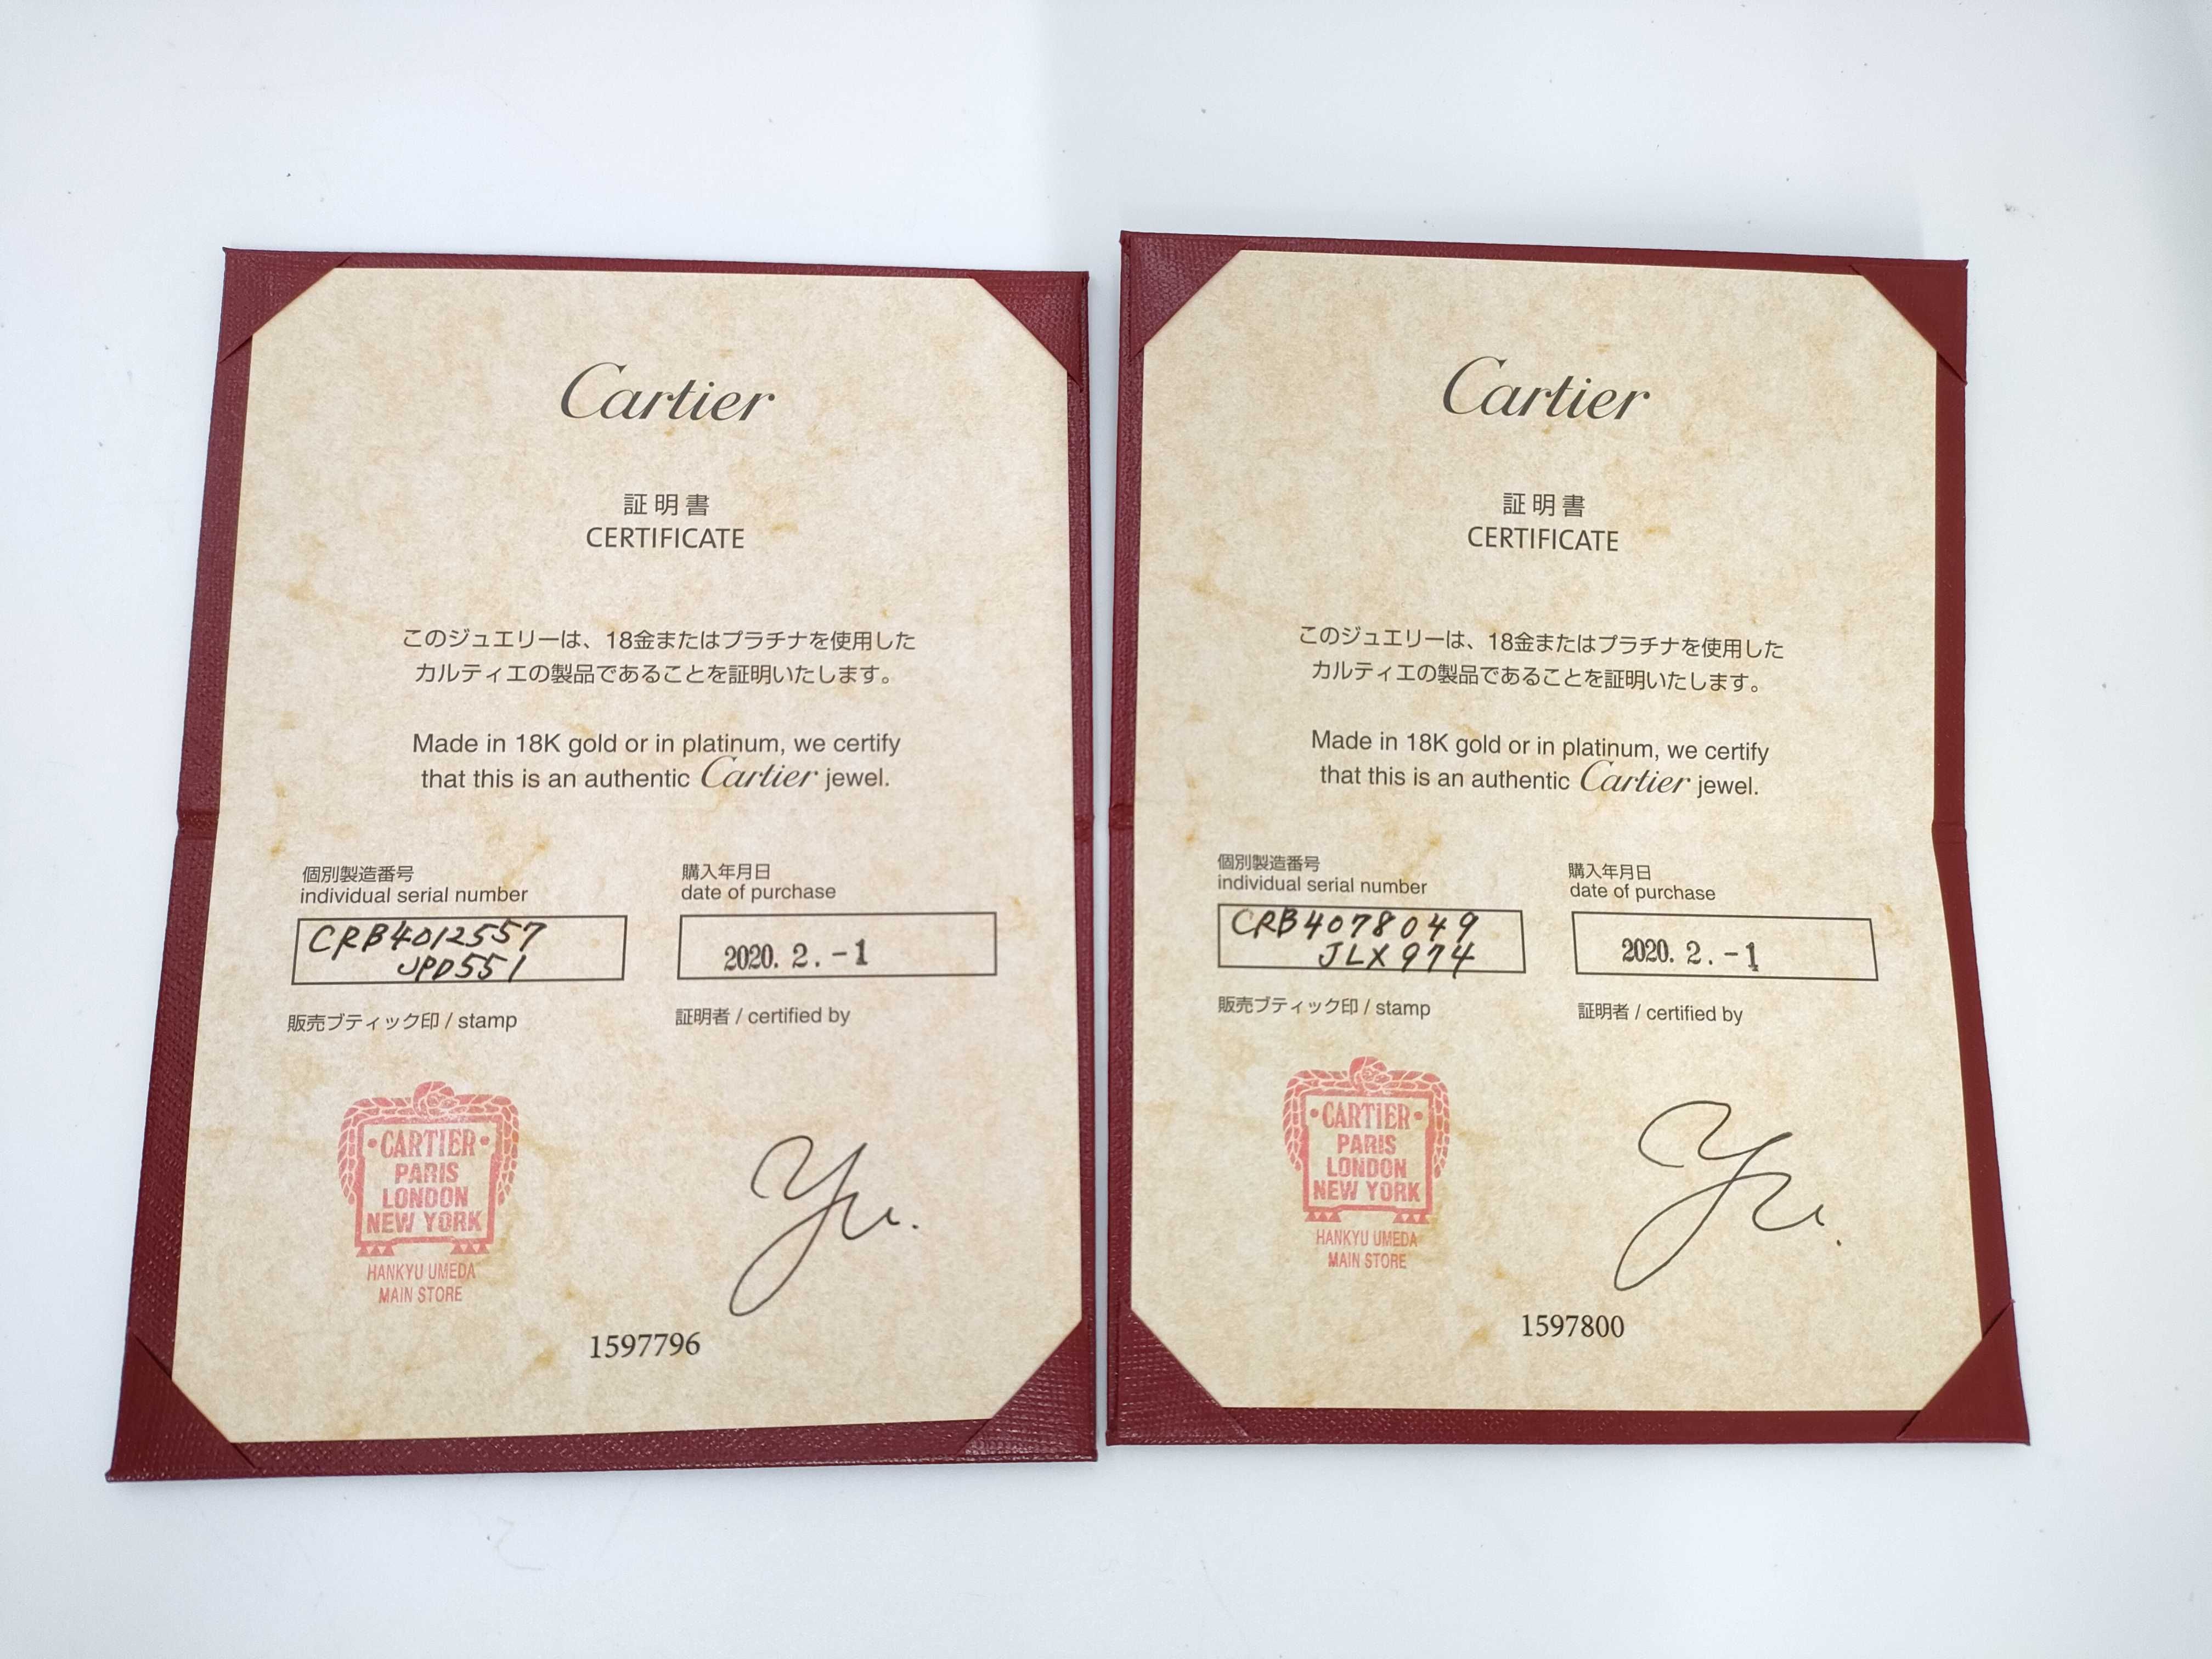 Cartier
証明書
CERTIFICATE
このジュエリーは、18金またはプラチナを使用した
カルティエの製品であることを証明いたします。
Made in 18K gold or in platinum, we certify
that this is an authentic Cartier jewel.
個別製造番号
individual serial number
CRB4012557
JPD551
購入年月日
date of purchase
2020. 2. -1
販売ブティック印 / stamp
証明者 / certified by
CARTIER
PARIS
LONDON
NEW YORK
HANKYU UMEDA
MAIN STORE
1597796
Cartier
証明書
CERTIFICATE
このジュエリーは、18金またはプラチナを使用した
カルティエの製品であることを証明いたします。
Made in 18K gold or in platinum, we certify
that this is an authentic Cartier jewel.
個別製造番号
individual serial number
CRB4078049
JLX974
購入年月日
date of purchase
2020. 2. -1
販売ブティック印 / stamp
証明者 / certified by
CARTIER
PARIS
LONDON
NEW YORK
HANKYU UMEDA
MAIN STORE
1597800